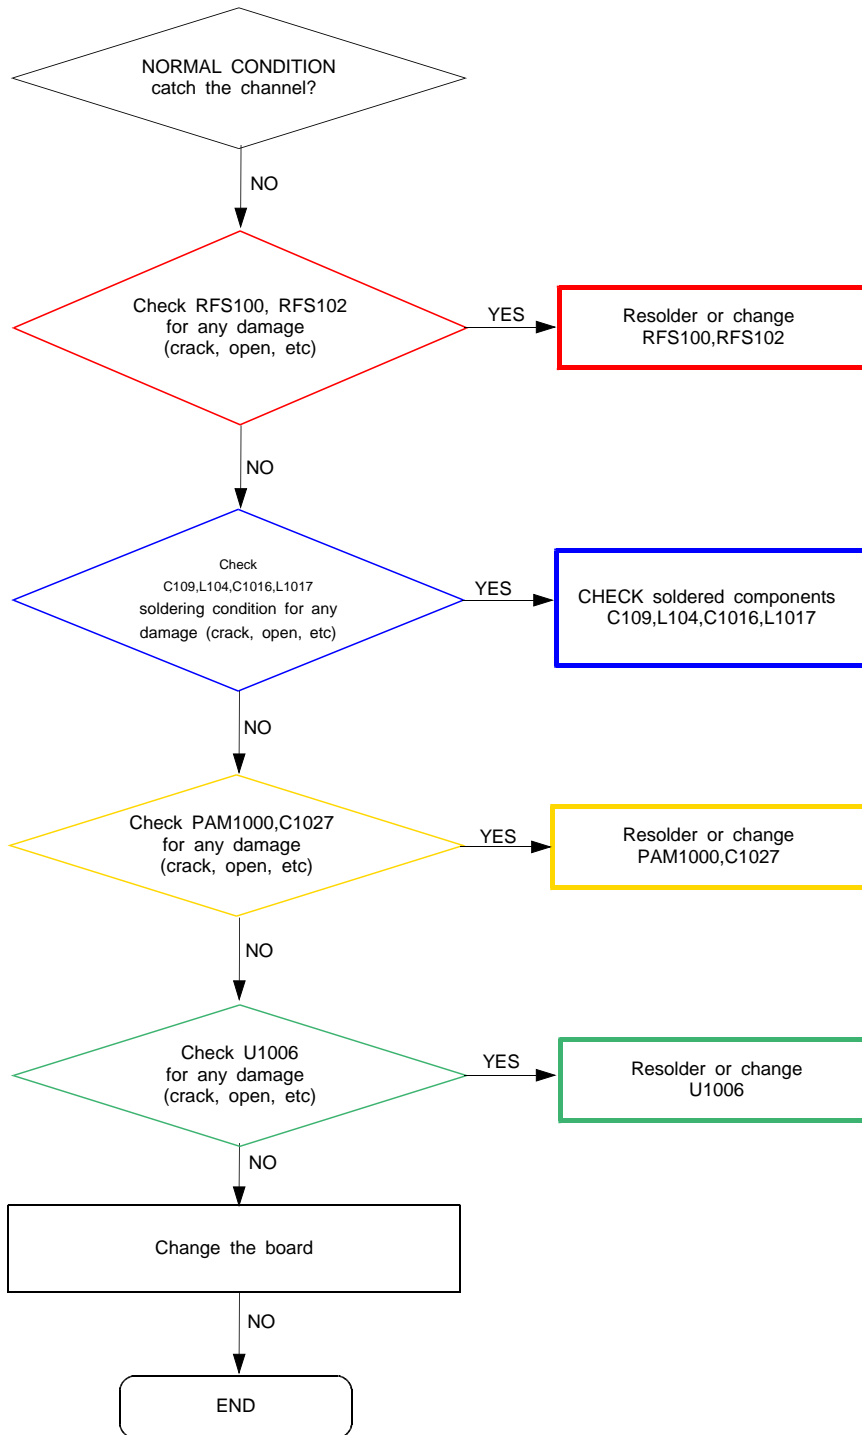 NORMAL CONDITION
catch the channel?
NO
Check RFS100, RFS102
for any damage
(crack, open, etc)
YES
Resolder or change
RFS100,RFS102
NO
Check
C109,L104,C1016,L1017
soldering condition for any
damage (crack, open, etc)
YES
CHECK soldered components
C109,L104,C1016,L1017
NO
Check PAM1000,C1027
for any damage
(crack, open, etc)
YES
Resolder or change
PAM1000,C1027
NO
Check U1006
for any damage
(crack, open, etc)
YES
Resolder or change
U1006
NO
Change the board
NO
END